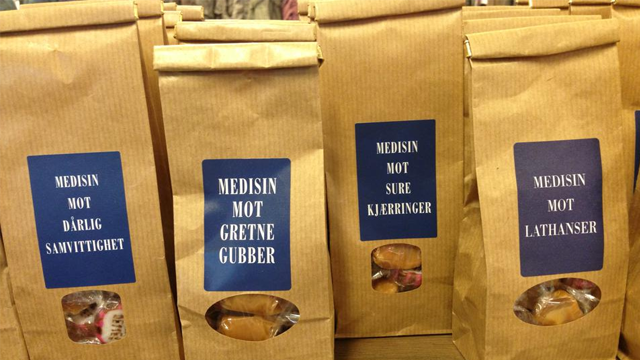 MEDISIN
MOT
DÅRLIG
SAMVITTIGHET
MEDISIN
MOT
GRETNE
GUBBER
MEDISIN
MOT
SURE
KJÆRRINGER
MEDISIN
MOT
LATHANSER